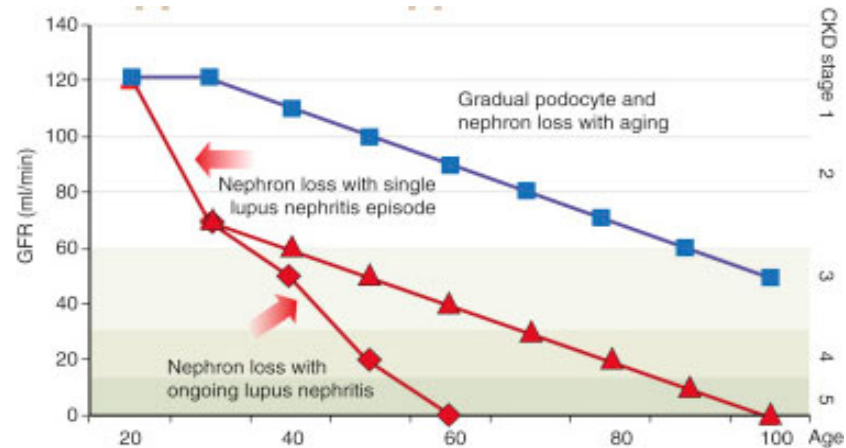 140
120
100
80
60
40
20
0
GFR (ml/min)
20
40
60
80
100
Age
CKD stage 1
2
3
4
5
Gradual podocyte and
nephron loss with aging
Nephron loss with single
lupus nephritis episode
Nephron loss with
ongoing lupus nephritis